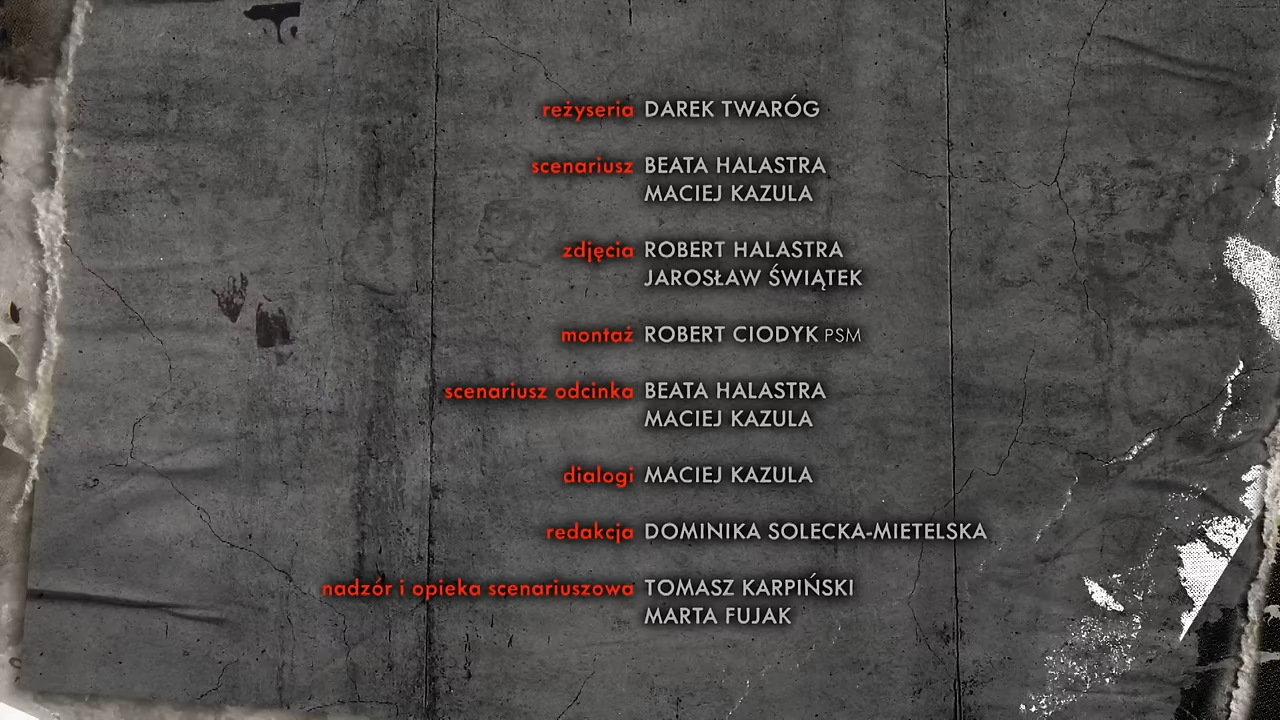 reżyseria DAREK TWARÓG
scenariusz BEATA HALASTRA
MACIEJ KAZULA
zdjęcia ROBERT HALASTRA
JAROSŁAW ŚWIĄTEK
montaż ROBERT CIODYK PSM
scenariusz odcinka BEATA HALASTRA
MACIEJ KAZULA
dialogi MACIEJ KAZULA
redakcja DOMINIKA SOLECKA-MIETELSKA
nadzór i opieka scenariuszowa TOMASZ KARPIŃSKI
MARTA FUJAK